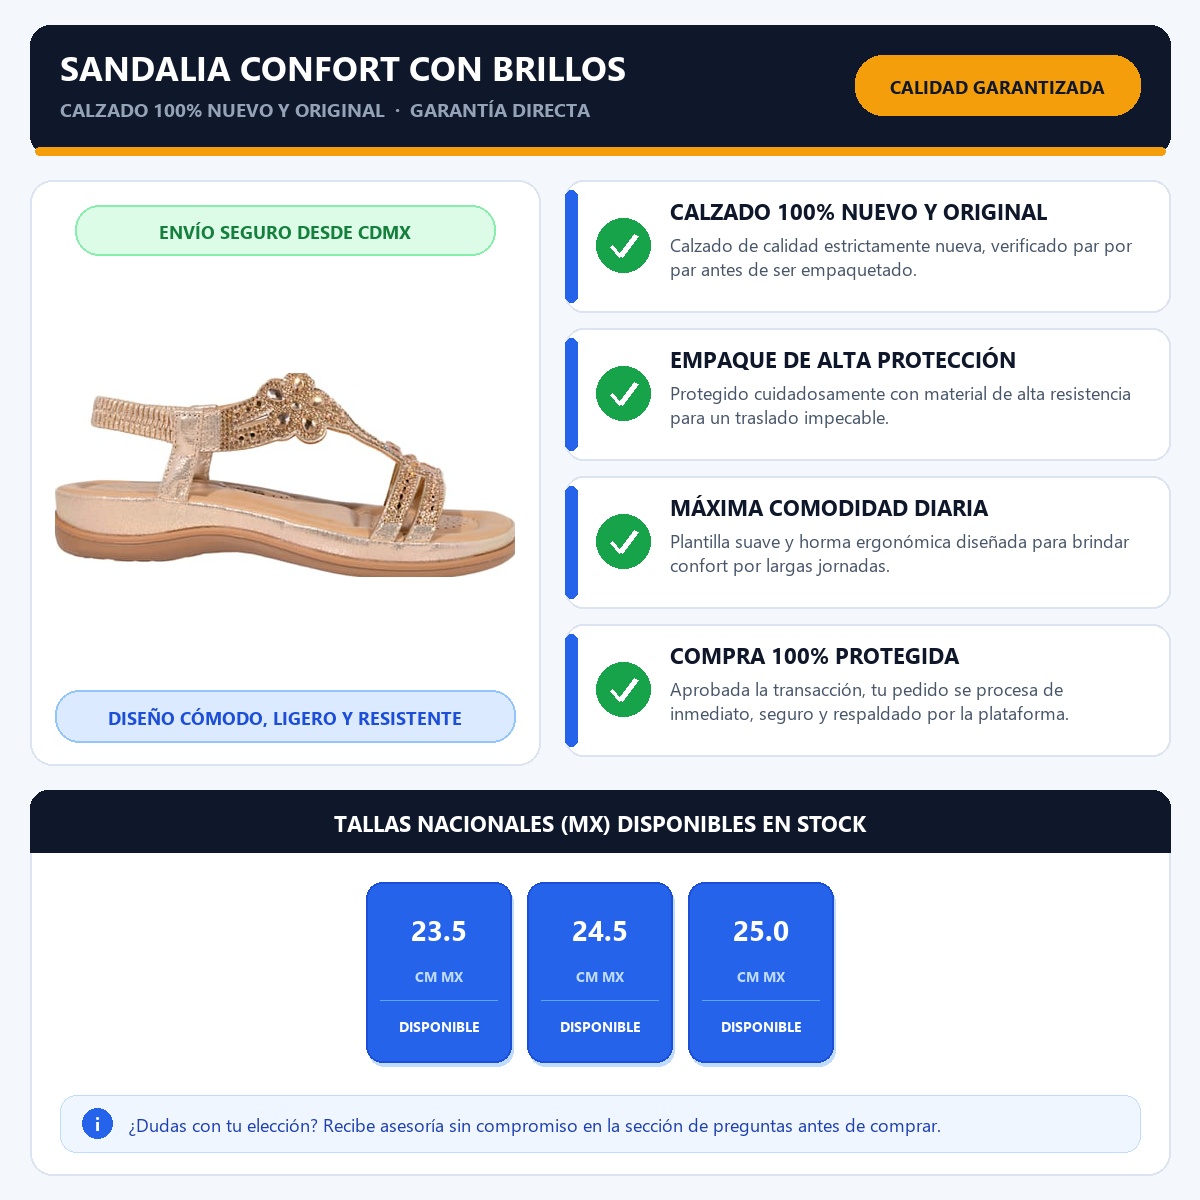 SANDALIA CONFORT CON BRILLOS
CALZADO 100% NUEVO Y ORIGINAL · GARANTÍA DIRECTA
CALIDAD GARANTIZADA
ENVÍO SEGURO DESDE CDMX
DISEÑO CÓMODO, LIGERO Y RESISTENTE
CALZADO 100% NUEVO Y ORIGINAL
Calzado de calidad estrictamente nueva, verificado par por
par antes de ser empaquetado.
EMPAQUE DE ALTA PROTECCIÓN
Protegido cuidadosamente con material de alta resistencia
para un traslado impecable.
MÁXIMA COMODIDAD DIARIA
Plantilla suave y horma ergonómica diseñada para brindar
confort por largas jornadas.
COMPRA 100% PROTEGIDA
Aprobada la transacción, tu pedido se procesa de
inmediato, seguro y respaldado por la plataforma.
TALLAS NACIONALES (MX) DISPONIBLES EN STOCK
23.5
CM MX
DISPONIBLE
24.5
CM MX
DISPONIBLE
25.0
CM MX
DISPONIBLE
¿Dudas con tu elección? Recibe asesoría sin compromiso en la sección de preguntas antes de comprar.